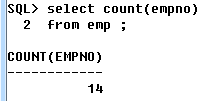 SQL> select count(empno)
  2  from emp ;
COUNT(EMPNO)
------------
          14